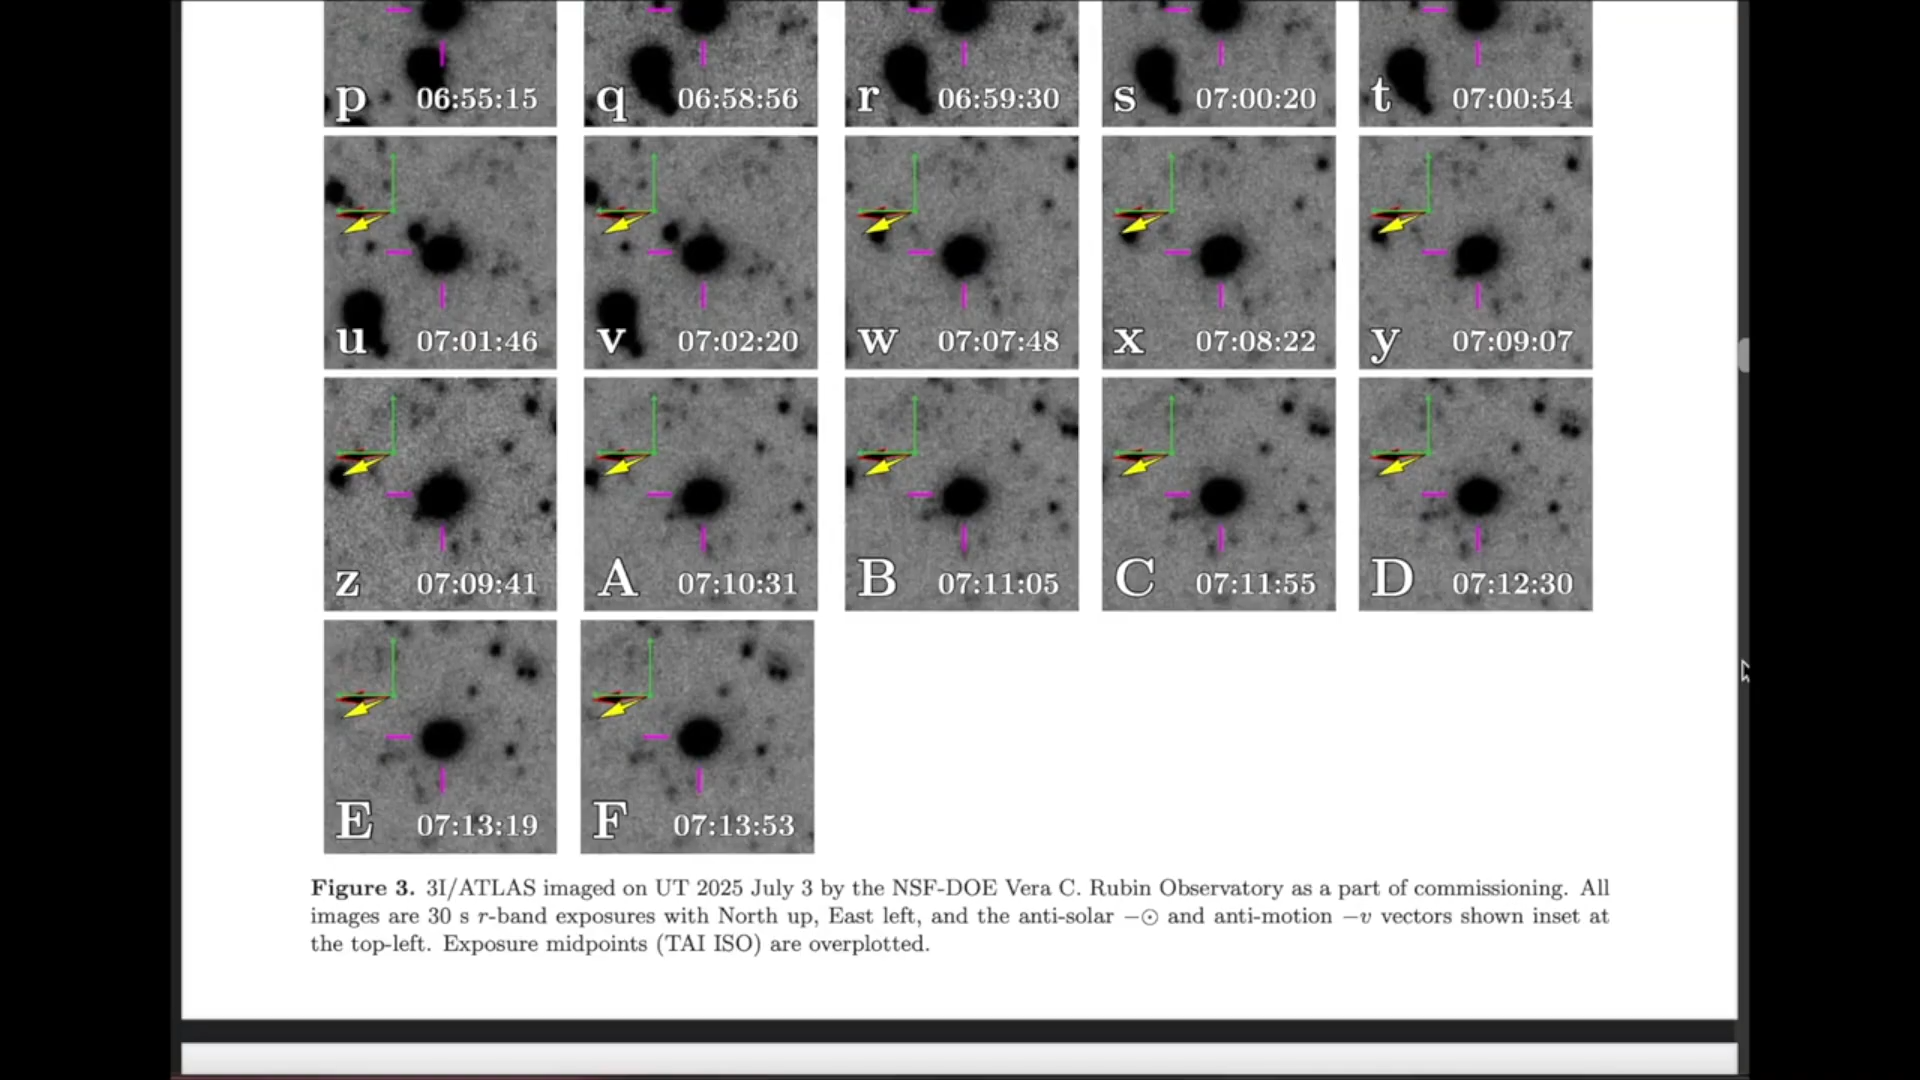 p 06:55:15 q 06:58:56 r 06:59:30 s 07:00:20 t 07:00:54
u 07:01:46 v 07:02:20 w 07:07:48 x 07:08:22 y 07:09:07
z 07:09:41 A 07:10:31 B 07:11:05 C 07:11:55 D 07:12:30
E 07:13:19 F 07:13:53
Figure 3. 3I/ATLAS imaged on UT 2025 July 3 by the NSF-DOE Vera C. Rubin Observatory as a part of commissioning. All
images are 30 s r-band exposures with North up, East left, and the anti-solar −⊙ and anti-motion −v vectors shown inset at
the top-left. Exposure midpoints (TAI ISO) are overplotted.